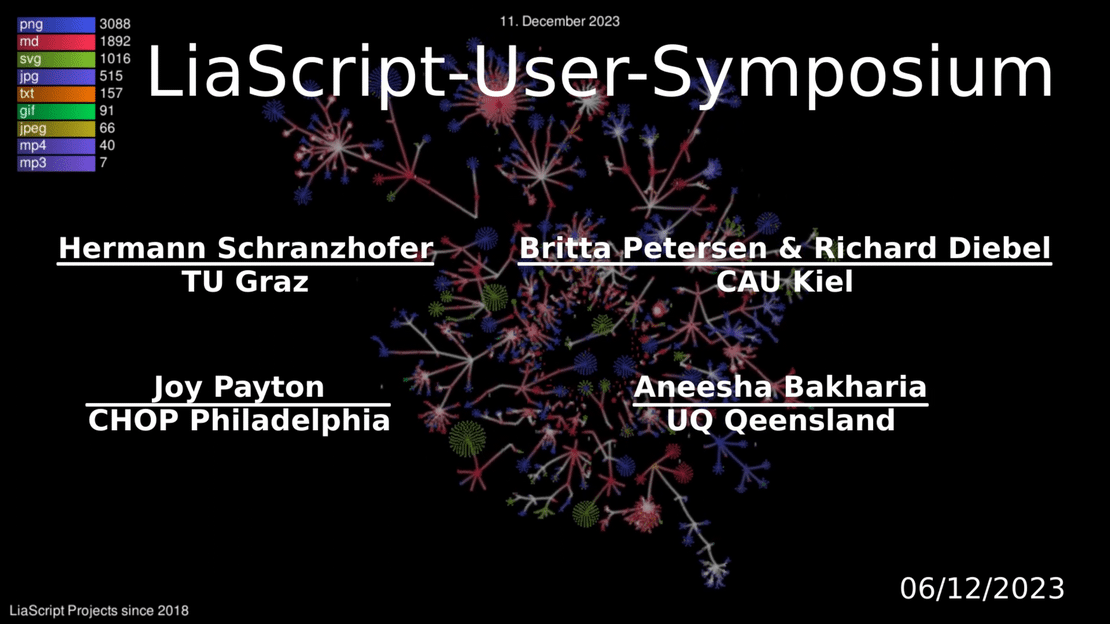 11. December 2023
png 3088
md 1892
svg 1016
jpg 515
txt 157
gif 91
jpeg 66
mp4 40
mp3 7
LiaScript-User-Symposium
Hermann Schranzhofer
TU Graz
Britta Petersen & Richard Diebel
CAU Kiel
Joy Payton
CHOP Philadelphia
Aneesha Bakharia
UQ Qeensland
06/12/2023
LiaScript Projects since 2018